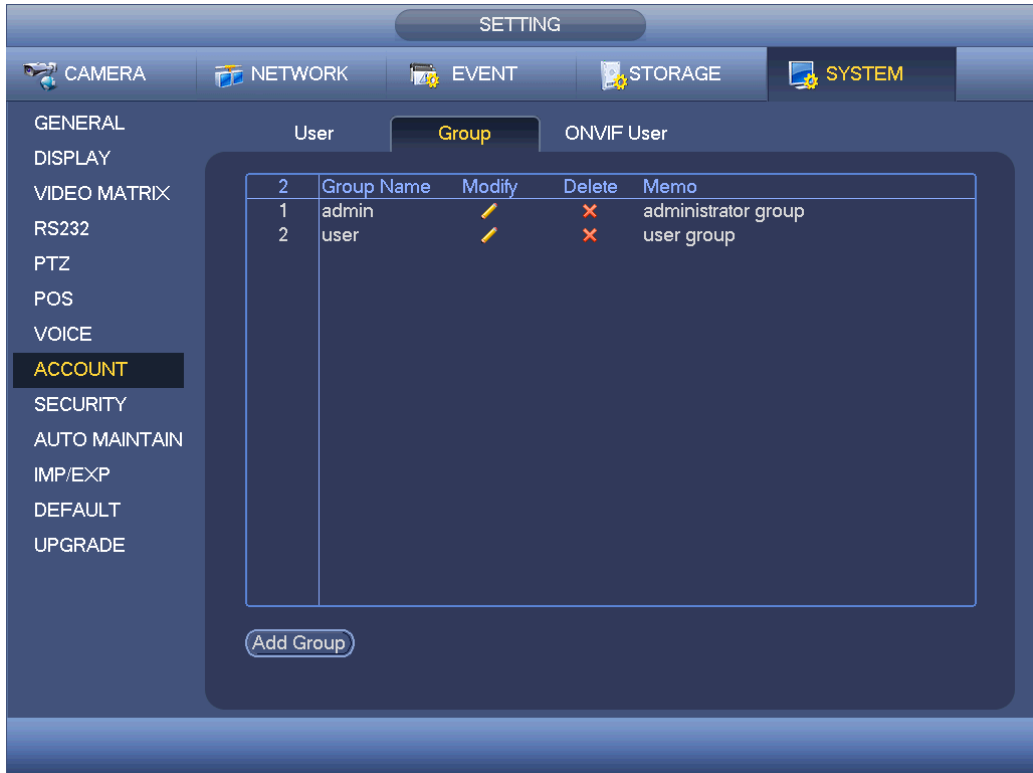 SETTING
CAMERA NETWORK EVENT STORAGE SYSTEM
GENERAL
DISPLAY
VIDEO MATRIX
RS232
PTZ
POS
VOICE
ACCOUNT
SECURITY
AUTO MAINTAIN
IMP/EXP
DEFAULT
UPGRADE
User Group ONVIF User
2 Group Name Modify Delete Memo
1 admin administrator group
2 user user group
Add Group